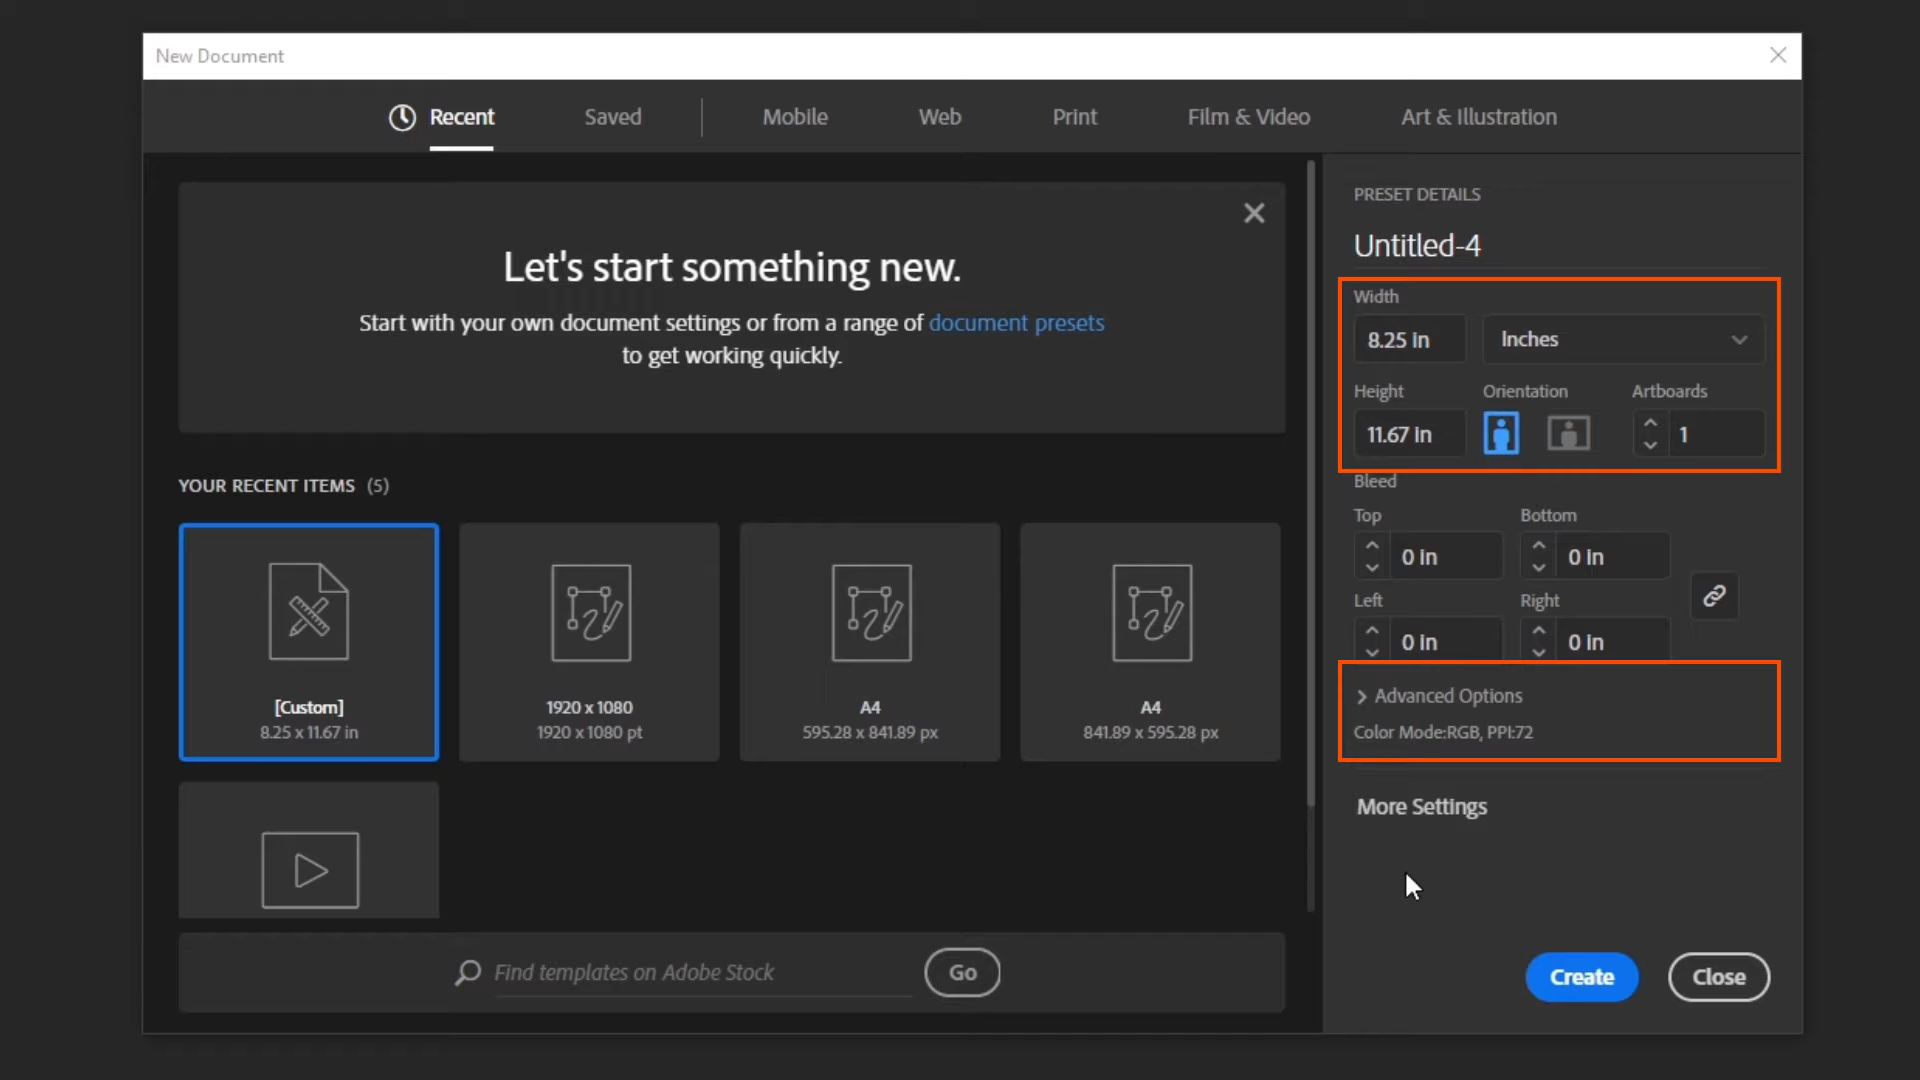 New Document
Recent
Saved
Mobile
Web
Print
Film & Video
Art & Illustration
Let's start something new.
Start with your own document settings or from a range of document presets
to get working quickly.
YOUR RECENT ITEMS (5)
[Custom]
8.25 x 11.67 in
1920 x 1080
1920 x 1080 pt
A4
595.28 x 841.89 px
A4
841.89 x 595.28 px
Find templates on Adobe Stock
Go
PRESET DETAILS
Untitled-4
Width
8.25 in
Inches
Height
Orientation
Artboards
11.67 in
1
Bleed
Top
Bottom
0 in
0 in
Left
Right
0 in
0 in
Advanced Options
Color Mode:RGB, PPI:72
More Settings
Create
Close